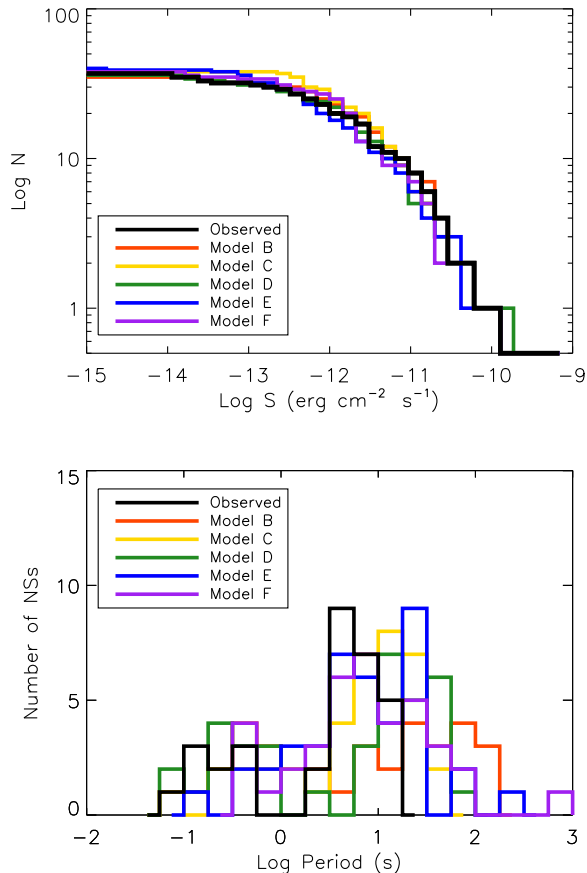 100
10
1
Log N
Observed
Model B
Model C
Model D
Model E
Model F
−15 −14 −13 −12 −11 −10 −9
Log S (erg cm⁻² s⁻¹)
15
10
5
0
Number of NSs
Observed
Model B
Model C
Model D
Model E
Model F
−2 −1 0 1 2 3
Log Period (s)